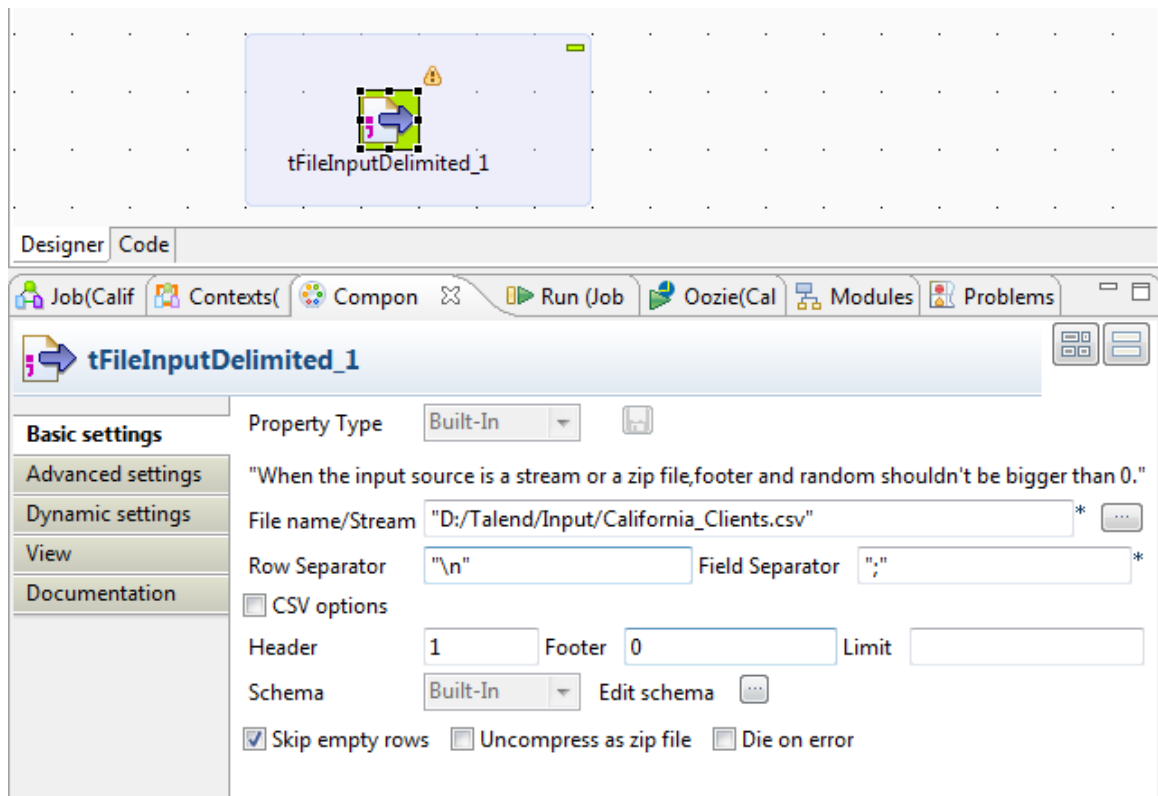 tFileInputDelimited_1
Designer Code
Job(Calif Contexts( Compon Run (Job Oozie(Cal Modules Problems
tFileInputDelimited_1
Basic settings
Advanced settings
Dynamic settings
View
Documentation
Property Type Built-In
"When the input source is a stream or a zip file,footer and random shouldn't be bigger than 0."
File name/Stream "D:/Talend/Input/California_Clients.csv" * ...
Row Separator "\n" Field Separator ";" *
CSV options
Header 1 Footer 0 Limit
Schema Built-In Edit schema ...
Skip empty rows Uncompress as zip file Die on error